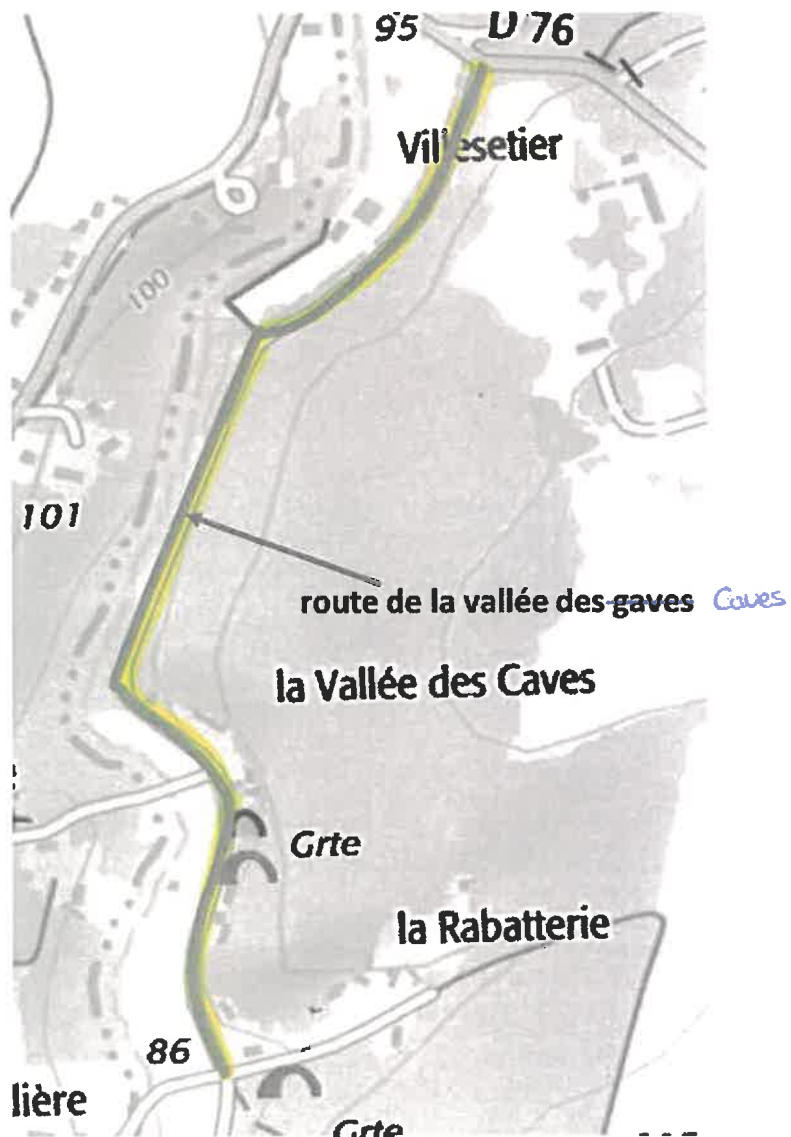 95 D 76
Villesetier
100
101
route de la vallée des gaves Caves
la Vallée des Caves
Grte
la Rabatterie
86
lière
Grte